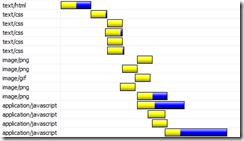 text/html
text/css
text/css
text/css
text/css
text/css
image/png
image/png
image/gif
image/png
image/png
application/javascript
application/javascript
application/javascript
application/javascript